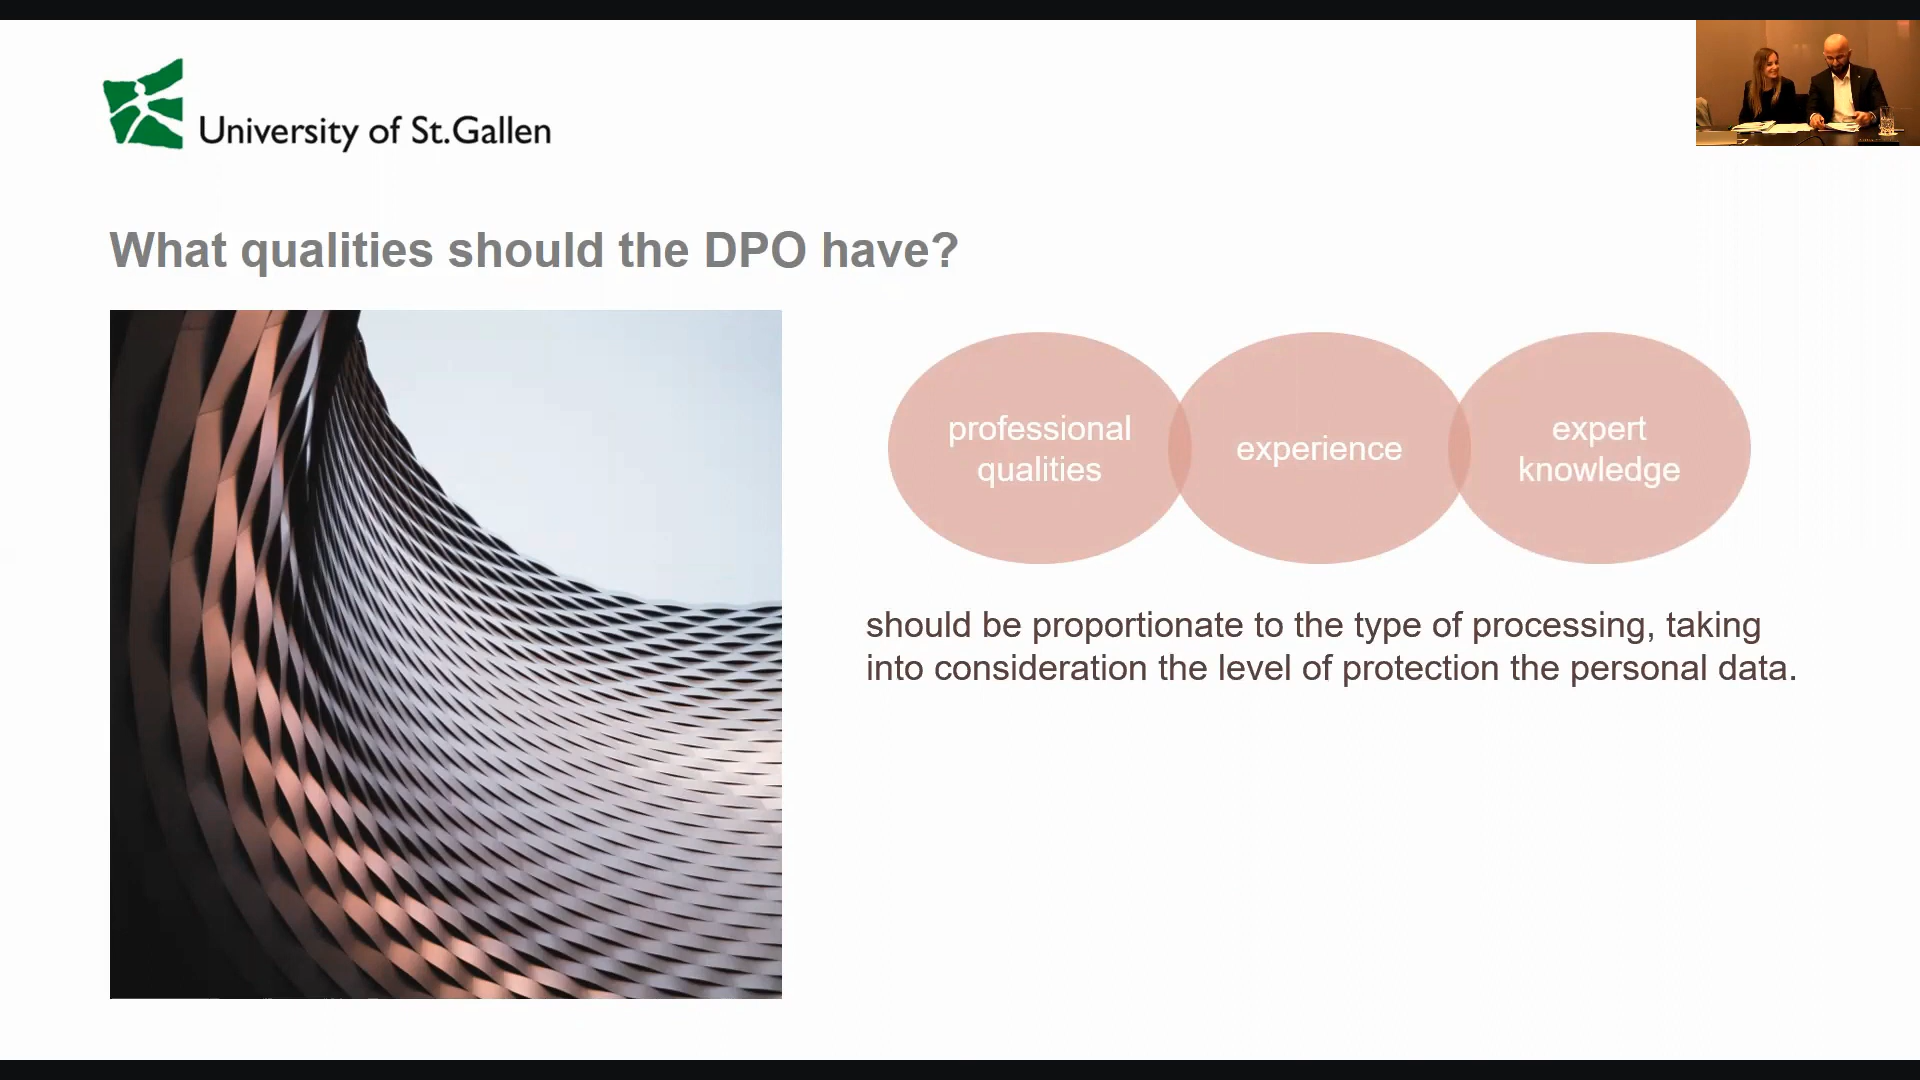 University of St.Gallen
What qualities should the DPO have?
professional
qualities
experience
expert
knowledge
should be proportionate to the type of processing, taking
into consideration the level of protection the personal data.